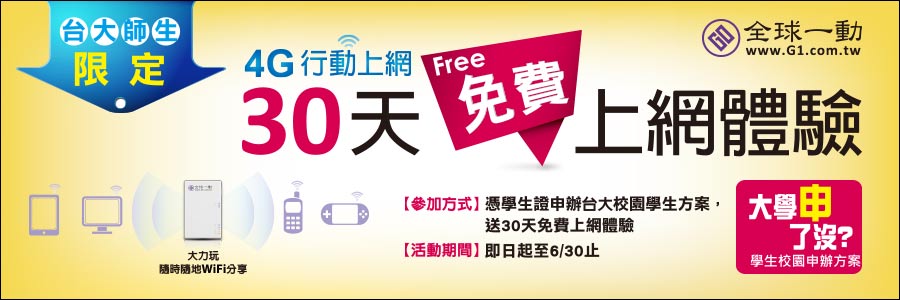 台大師生
限定
4G行動上網
30天
Free
免費
上網體驗
全球一動
www.G1.com.tw
全球一動
大力玩
隨時隨地WiFi分享
【參加方式】憑學生證申辦台大校園學生方案，
送30天免費上網體驗
【活動期間】即日起至6/30止
大學申
了沒?
學生校園申辦方案